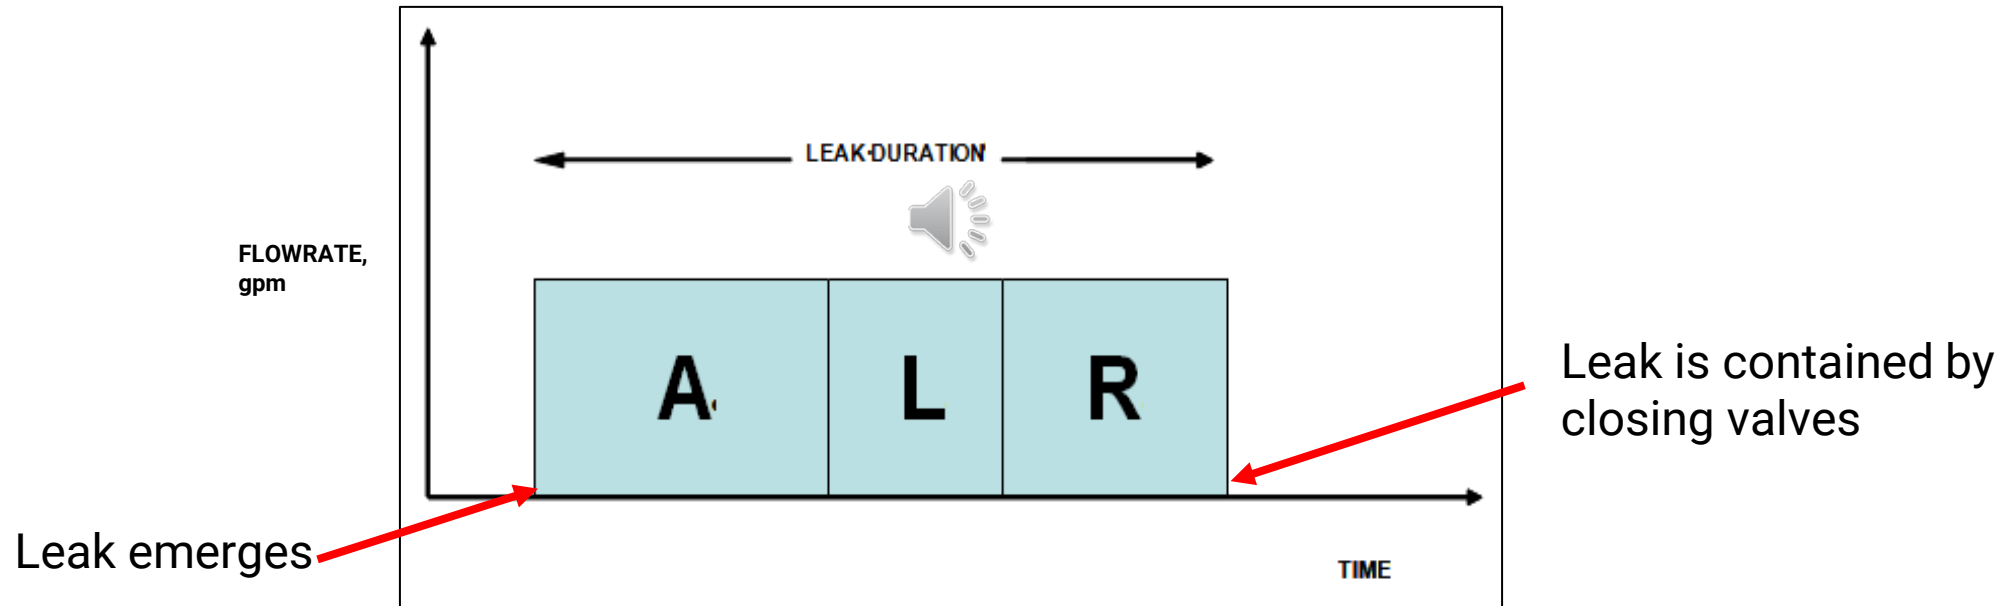 LEAK DURATION
FLOWRATE,
gpm
A L R
Leak is contained by
closing valves
Leak emerges
TIME